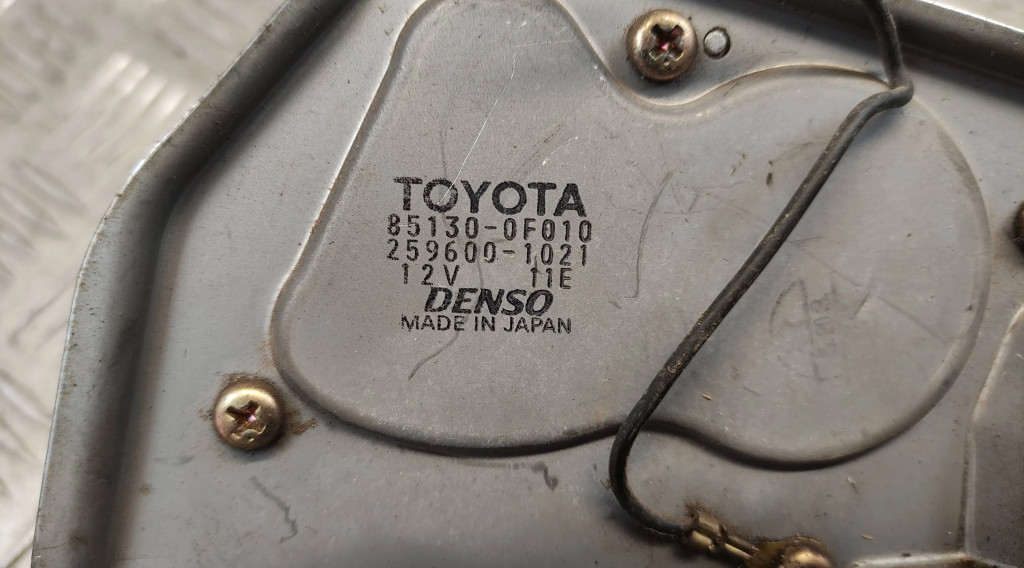 TOYOTA
85130-0F010
259600-1021
12V 11E
DENSO
MADE IN JAPAN